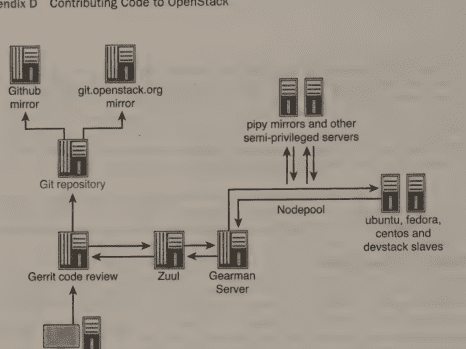 endix D Contributing Code to OpenStack
Github
mirror
git.openstack.org
mirror
pipy mirrors and other
semi-privileged servers
Git repository
Nodepool
ubuntu, fedora,
centos and
devstack slaves
Gerrit code review
Zuul
Gearman
Server